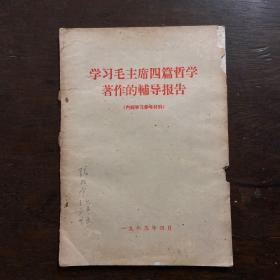 学习毛主席四篇哲学
著作的輔导报告
(内部学习参考材料)
一九六五年四月